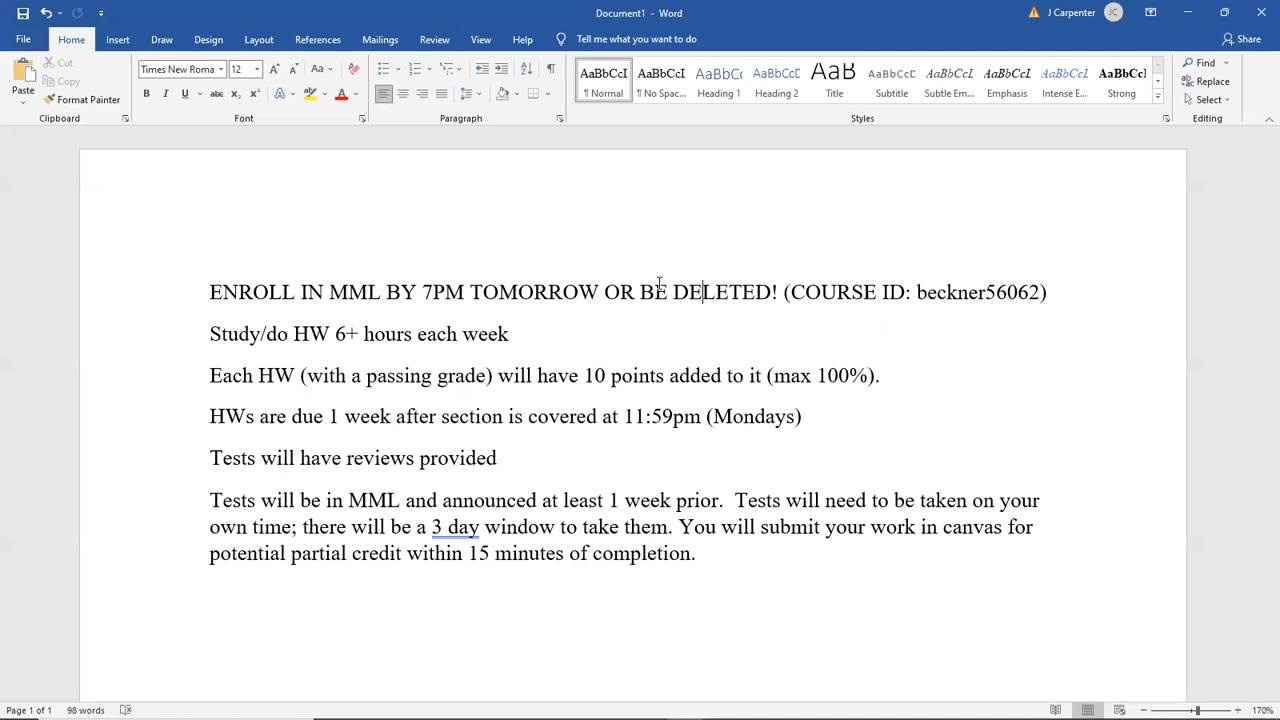 Document1 - Word
J Carpenter JC
File Home Insert Draw Design Layout References Mailings Review View Help Tell me what you want to do Share
Paste
Cut
Copy
Format Painter
Clipboard
Times New Roma 12
Font
Paragraph
AaBbCcI AaBbCcI AaBbCc AaBbCcD AaB AaBbCcD AaBbCcI AaBbCcI AaBbCcI AaBbCcI
¶ Normal ¶ No Spac... Heading 1 Heading 2 Title Subtitle Subtle Em... Emphasis Intense E... Strong
Styles
Find
Replace
Select
Editing
ENROLL IN MML BY 7PM TOMORROW OR BE DELETED! (COURSE ID: beckner56062)
Study/do HW 6+ hours each week
Each HW (with a passing grade) will have 10 points added to it (max 100%).
HWs are due 1 week after section is covered at 11:59pm (Mondays)
Tests will have reviews provided
Tests will be in MML and announced at least 1 week prior.  Tests will need to be taken on your
own time; there will be a 3 day window to take them. You will submit your work in canvas for
potential partial credit within 15 minutes of completion.
Page 1 of 1 98 words 170%